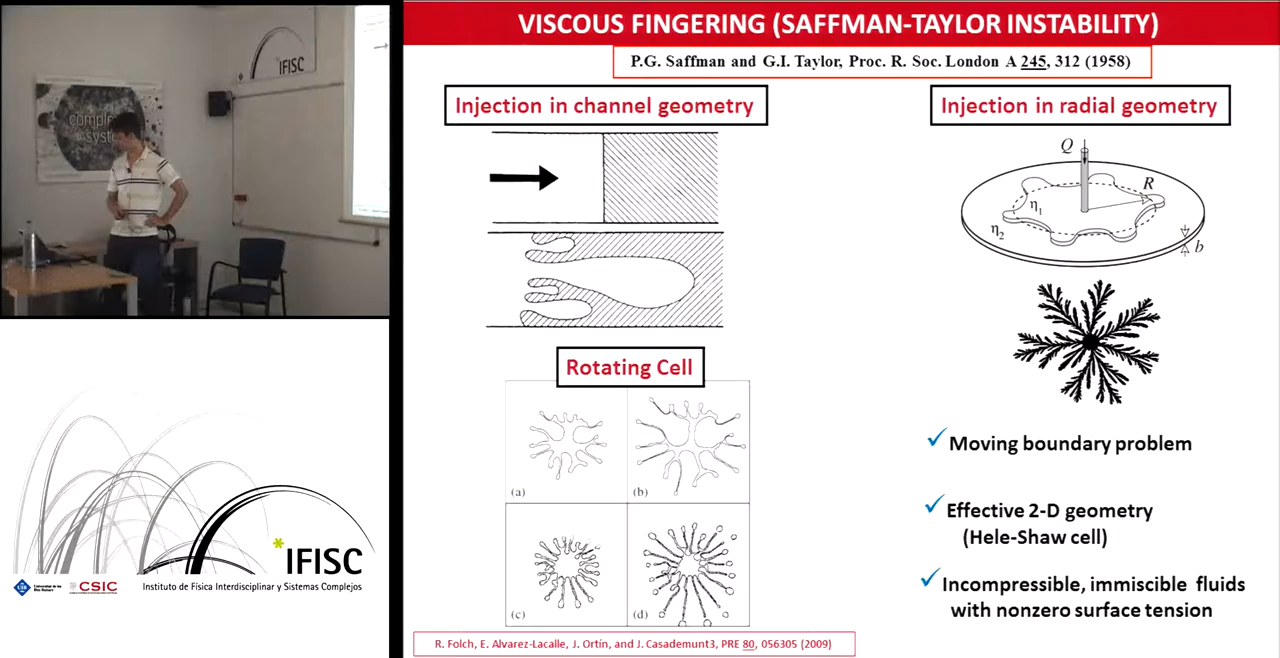 IFISC
comple
syste
IFISC
CSIC
Instituto de Física Interdisciplinar y Sistemas Complejos
VISCOUS FINGERING (SAFFMAN-TAYLOR INSTABILITY)
P.G. Saffman and G.I. Taylor, Proc. R. Soc. London A 245, 312 (1958)
Injection in channel geometry
Rotating Cell
(a)
(b)
(c)
(d)
R. Folch, E. Alvarez-Lacalle, J. Ortín, and J. Casademunt3, PRE 80, 056305 (2009)
Injection in radial geometry
Q
R
η1
η2
b
✓ Moving boundary problem
✓ Effective 2-D geometry
(Hele-Shaw cell)
✓ Incompressible, immiscible fluids
with nonzero surface tension